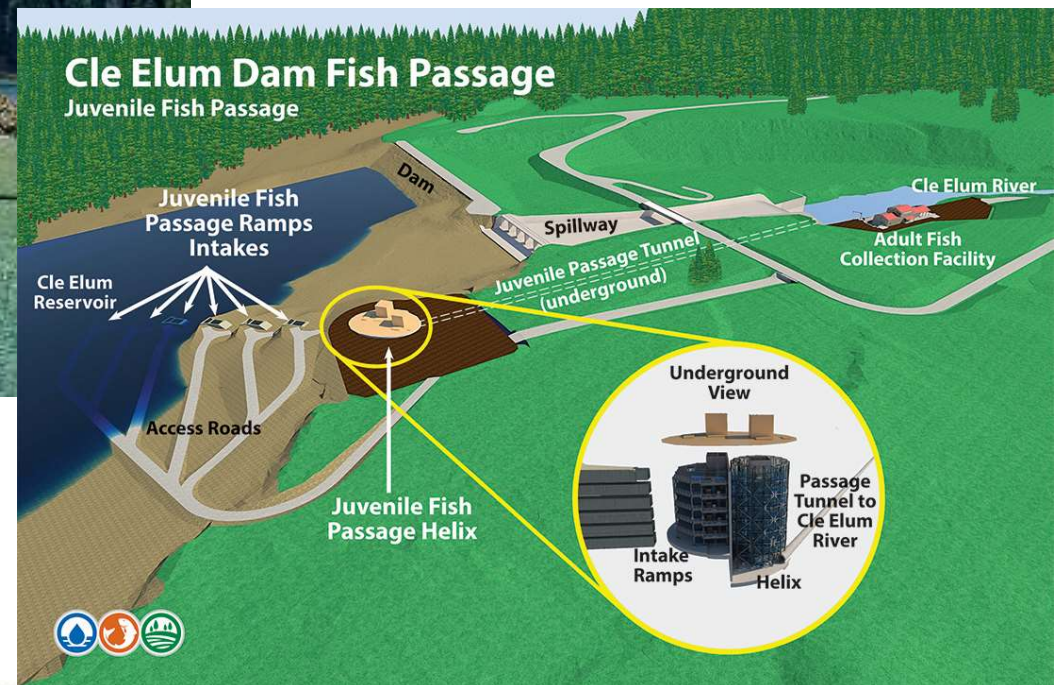 Cle Elum Dam Fish Passage
Juvenile Fish Passage
Dam
Juvenile Fish
Passage Ramps
Intakes
Cle Elum
Reservoir
Spillway
Cle Elum River
Adult Fish
Collection Facility
Juvenile Passage Tunnel
(underground)
Access Roads
Juvenile Fish
Passage Helix
Underground
View
Passage
Tunnel to
Cle Elum
River
Intake
Ramps
Helix